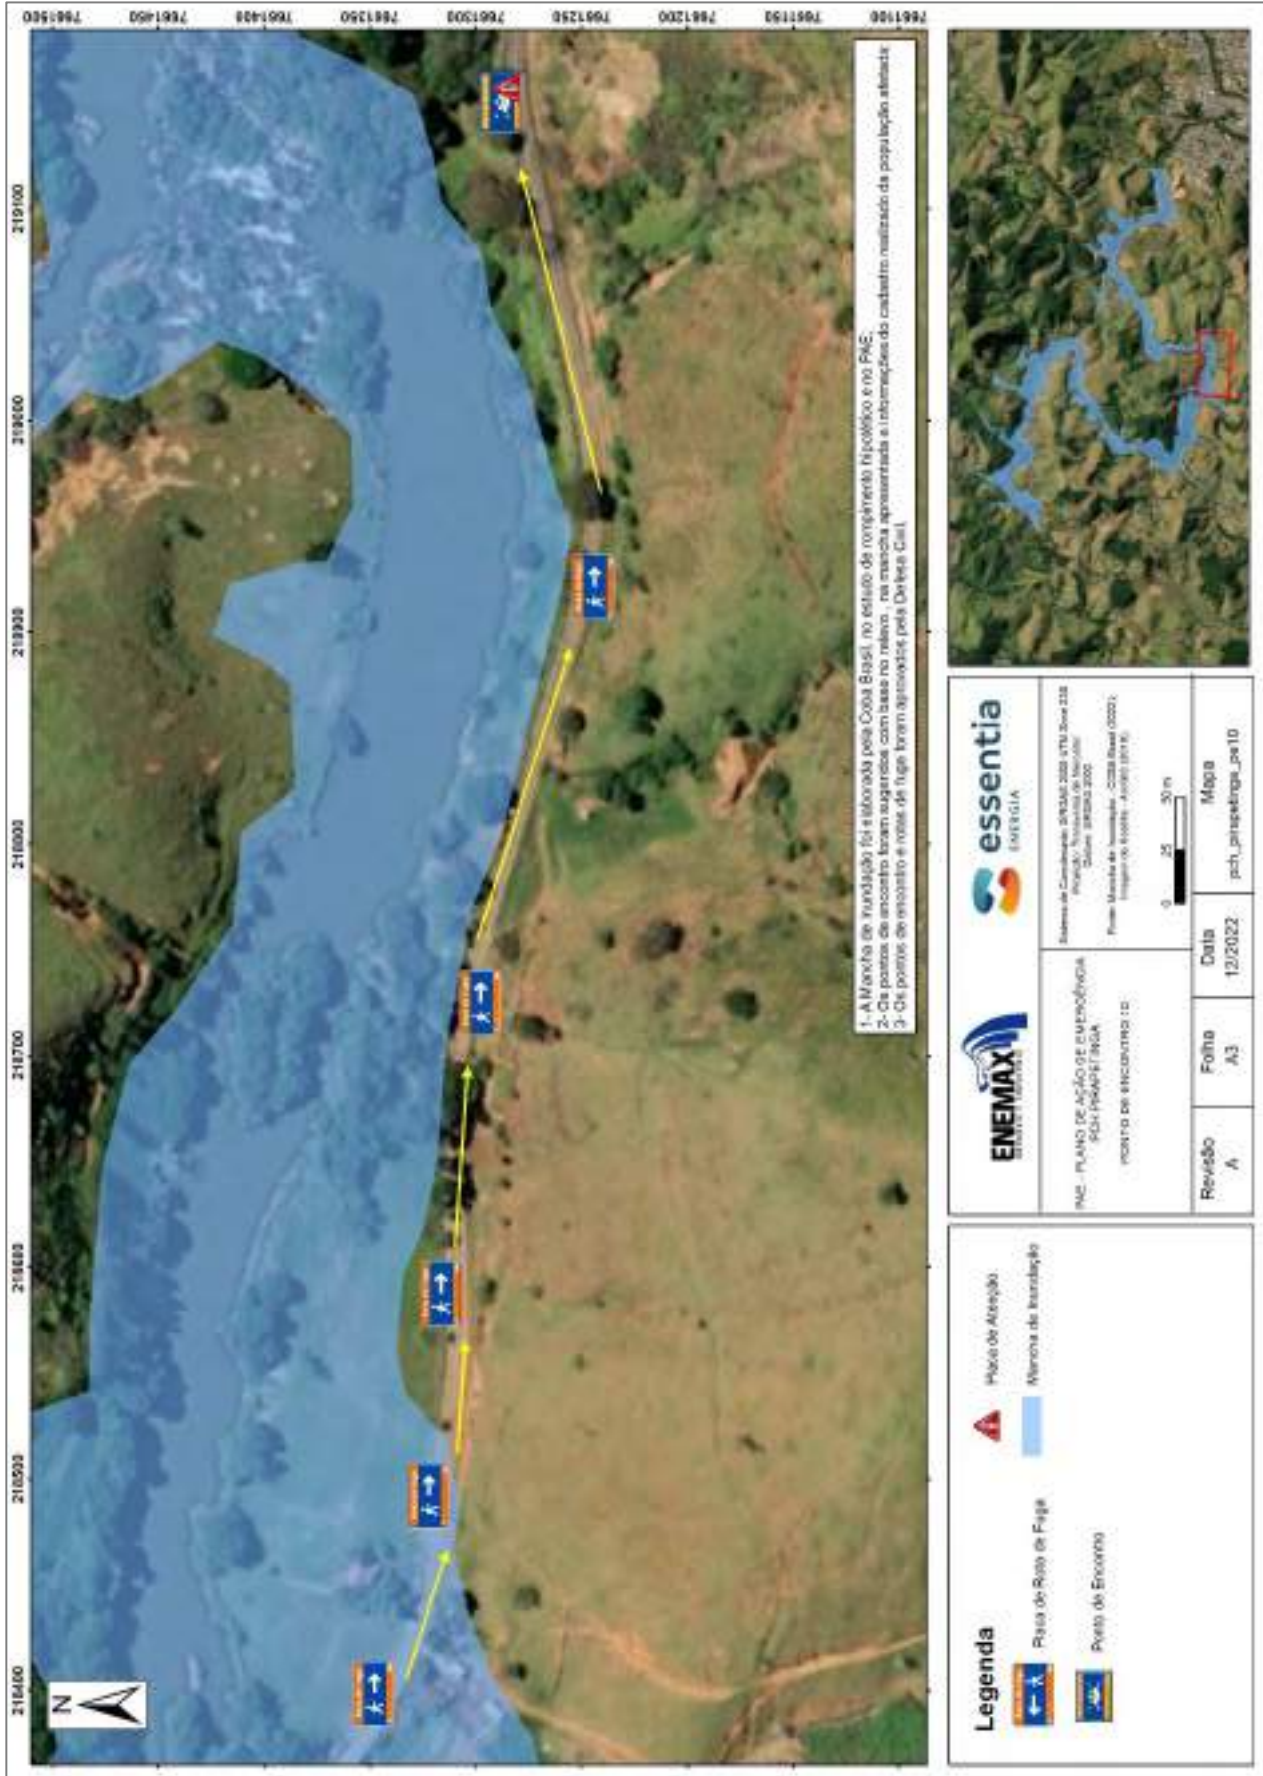 218400 218500 218600 218700 218800 218900 219000 219100
7661500
7661450
7661400
7661350
7661300
7661250
7661200
7661150
7661100
N
1- A Mancha de inundação foi elaborada pela Coba Brasil, no estudo de rompimento hipotético e no PAE;
2- Os pontos de encontro foram sugeridos com base no relevo, na mancha apresentada e informações do cadastro realizado da população afetada;
3- Os pontos de encontro e rotas de fuga foram aprovados pela Defesa Civil.
Legenda
Placa de Rota de Fuga
Placa de Atenção
Ponto de Encontro
Mancha de Inundação
ENEMAX
essentia
ENERGIA
PAE - PLANO DE AÇÃO DE EMERGÊNCIA
PCH PIRAPETINGA
PONTO DE ENCONTRO 10
0 25 50 m
Revisão Folha Data Mapa
A A3 12/2022 pch_pirapetinga_pe10